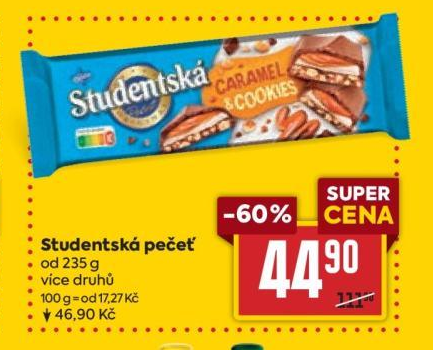 Studentská
CARAMEL
& COOKIES
-60%
SUPER
CENA
44 90
Studentská pečeť
od 235 g
více druhů
100 g = od 17,27 Kč
46,90 Kč